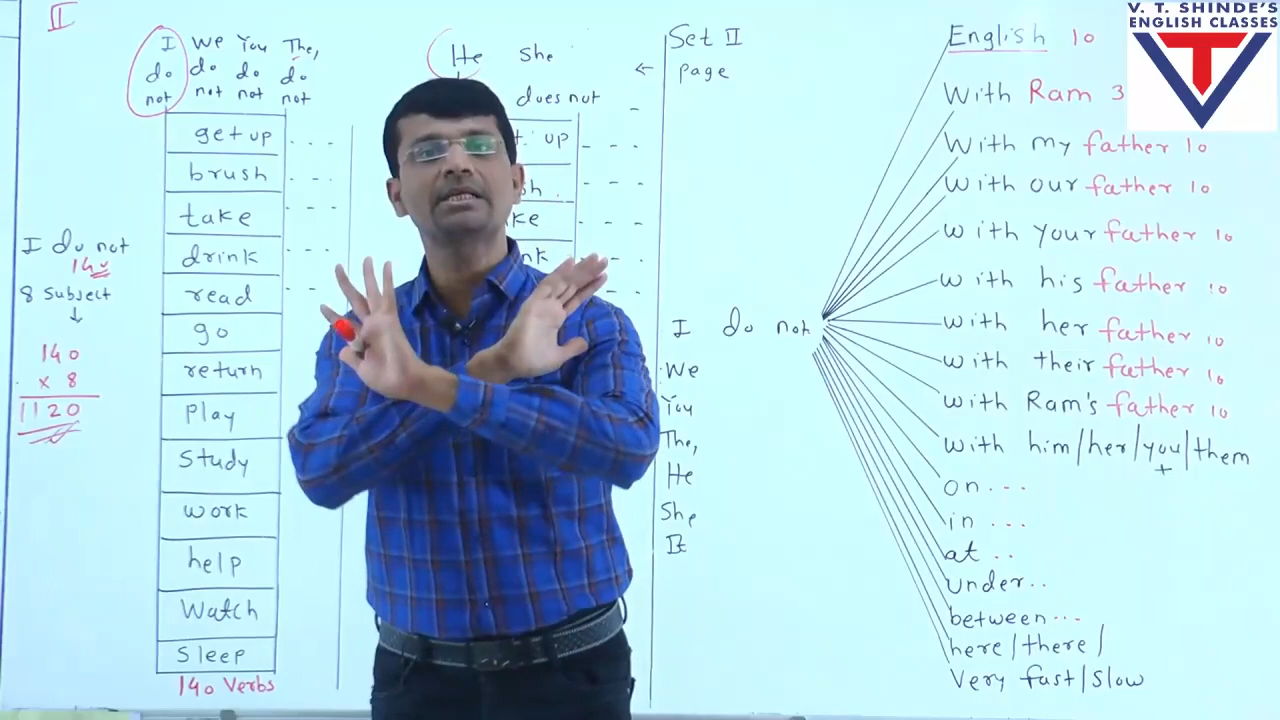 V. T. SHINDE'S
ENGLISH CLASSES
T
II
I We You The,
do do do do
not not not not
get up
brush
take
drink
read
go
return
Play
Study
work
help
Watch
Sleep
140 Verbs
I do not
140
8 Subject
140
x 8
1120
He She
does not
up
ke
nk
Set II
page
I do not
We
You
The,
He
She
It
English 10
With Ram 3
With my father 10
With our father 10
With your father 10
with his father 10
with her father 10
with their father 10
with Ram's father 10
with him/her/you/them
+
on ...
in ...
at ..
under ..
between ...
here/there/
Very fast/slow